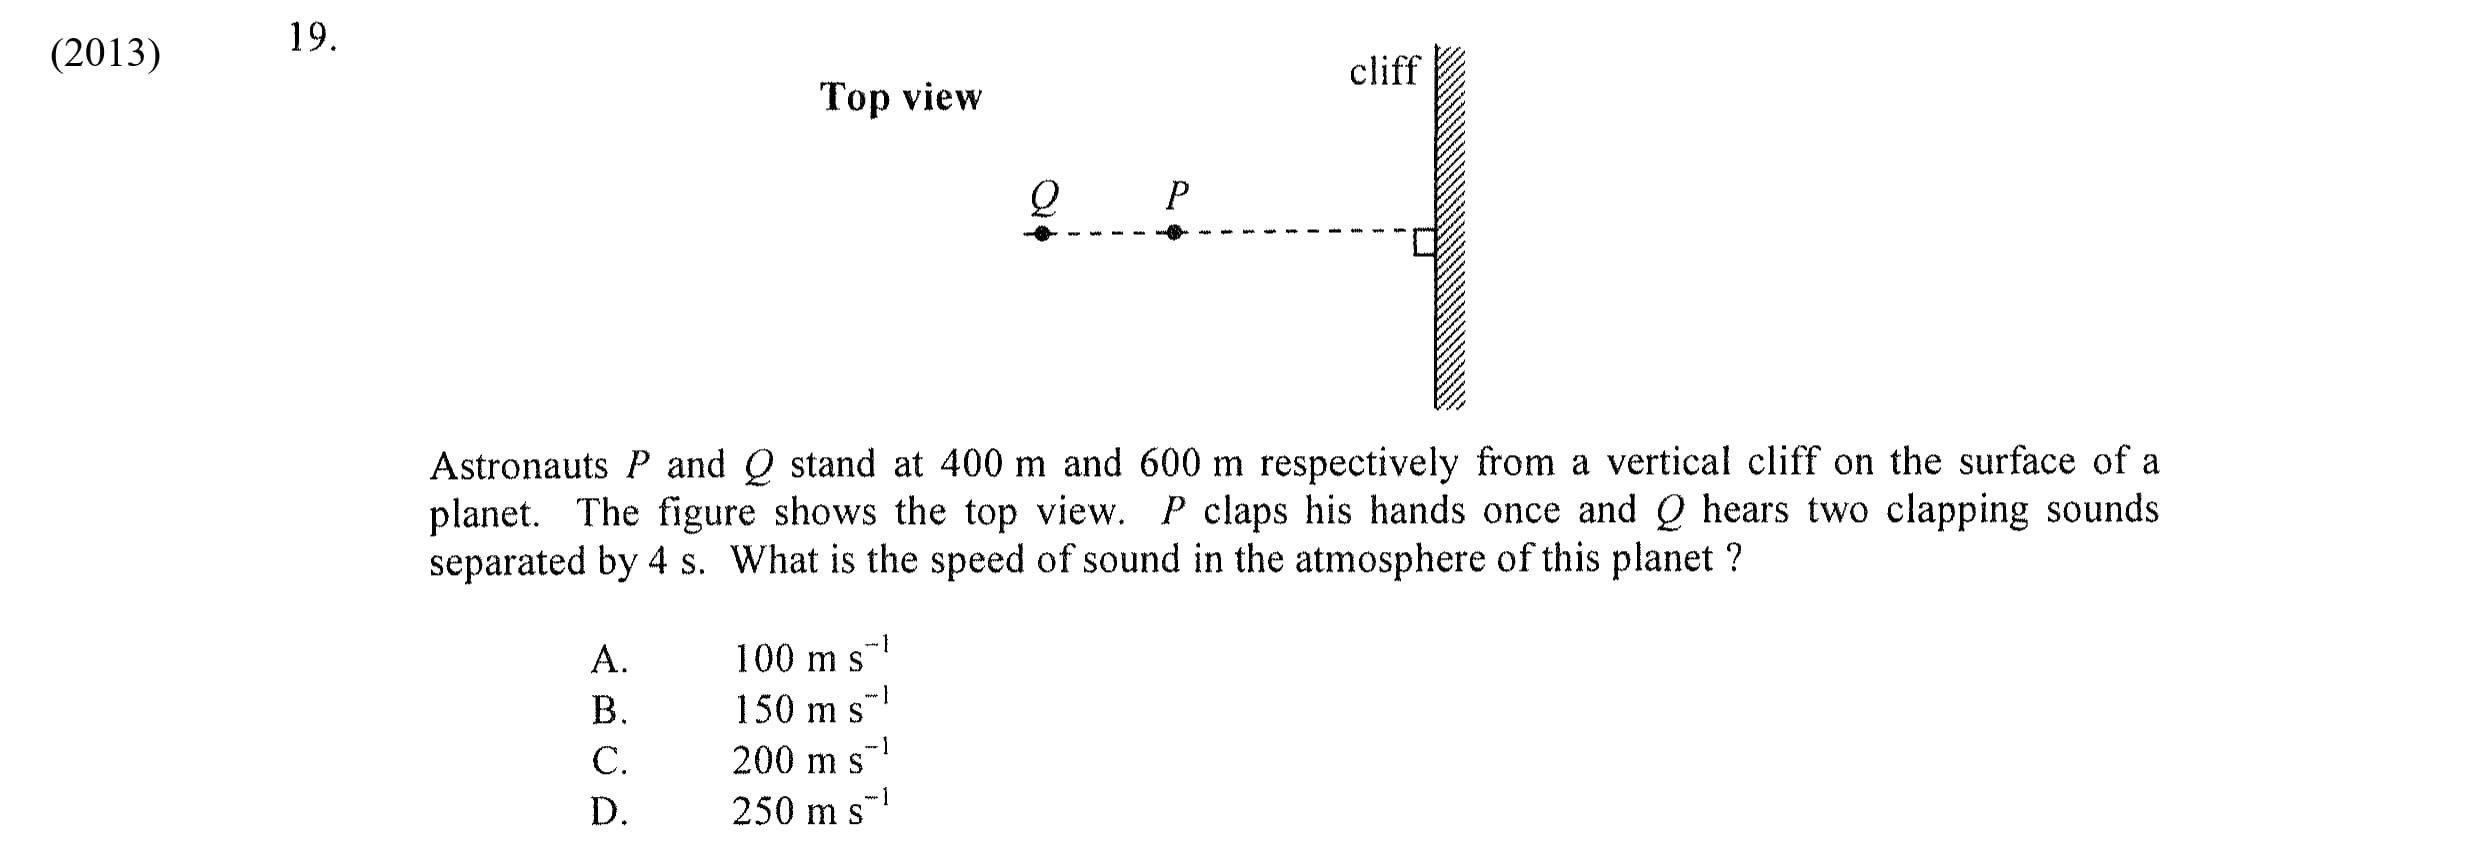 (2013) 19.
Top view
cliff
Q P
Astronauts P and Q stand at 400 m and 600 m respectively from a vertical cliff on the surface of a
planet. The figure shows the top view. P claps his hands once and Q hears two clapping sounds
separated by 4 s. What is the speed of sound in the atmosphere of this planet ?
A. 100 m s⁻¹
B. 150 m s⁻¹
C. 200 m s⁻¹
D. 250 m s⁻¹